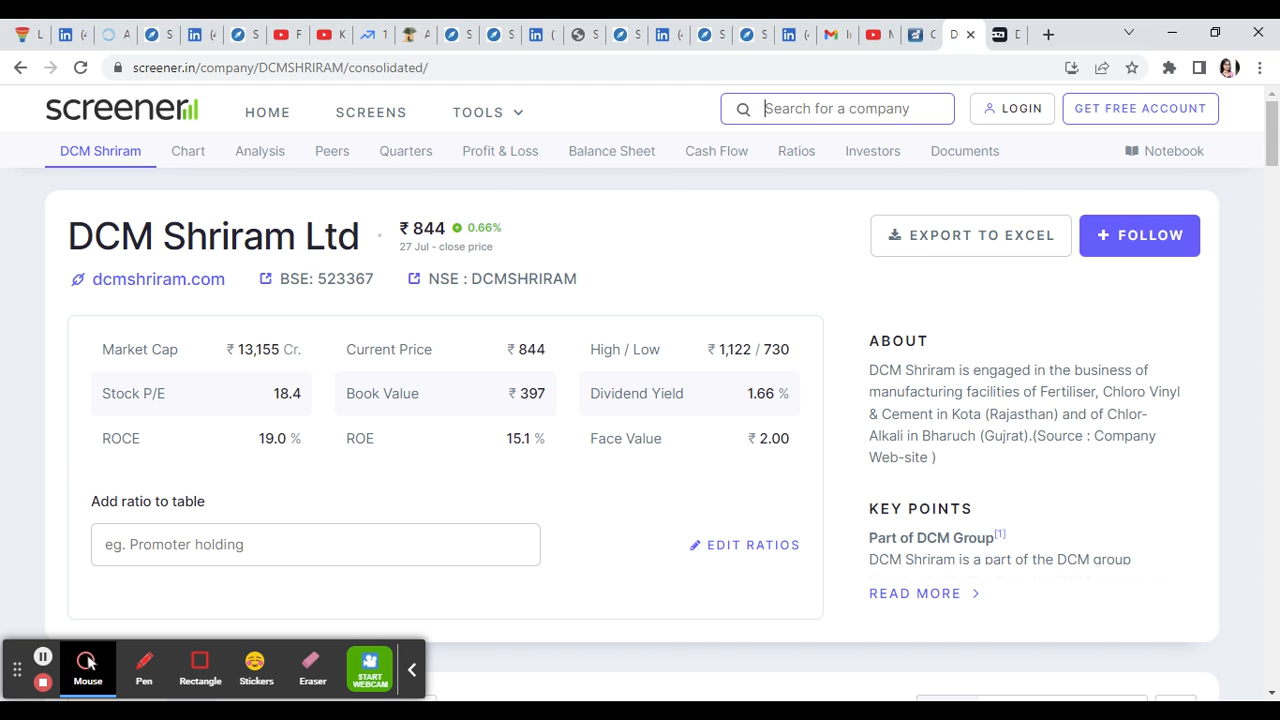 L
(
A
S
(
S
F
K
1
A
S
S
(
S
S
(
S
S
(
Ir
N
C
D
D
screener.in/company/DCMSHRIRAM/consolidated/
screener
HOME
SCREENS
TOOLS
Search for a company
LOGIN
GET FREE ACCOUNT
DCM Shriram
Chart
Analysis
Peers
Quarters
Profit & Loss
Balance Sheet
Cash Flow
Ratios
Investors
Documents
Notebook
DCM Shriram Ltd
₹ 844 0.66%
27 Jul - close price
EXPORT TO EXCEL
+ FOLLOW
dcmshriram.com
BSE: 523367
NSE : DCMSHRIRAM
Market Cap ₹ 13,155 Cr.
Current Price ₹ 844
High / Low ₹ 1,122 / 730
Stock P/E 18.4
Book Value ₹ 397
Dividend Yield 1.66 %
ROCE 19.0 %
ROE 15.1 %
Face Value ₹ 2.00
Add ratio to table
eg. Promoter holding
EDIT RATIOS
ABOUT
DCM Shriram is engaged in the business of
manufacturing facilities of Fertiliser, Chloro Vinyl
& Cement in Kota (Rajasthan) and of Chlor-
Alkali in Bharuch (Gujrat).(Source : Company
Web-site )
KEY POINTS
Part of DCM Group[1]
DCM Shriram is a part of the DCM group
READ MORE
Mouse
Pen
Rectangle
Stickers
Eraser
START
WEBCAM